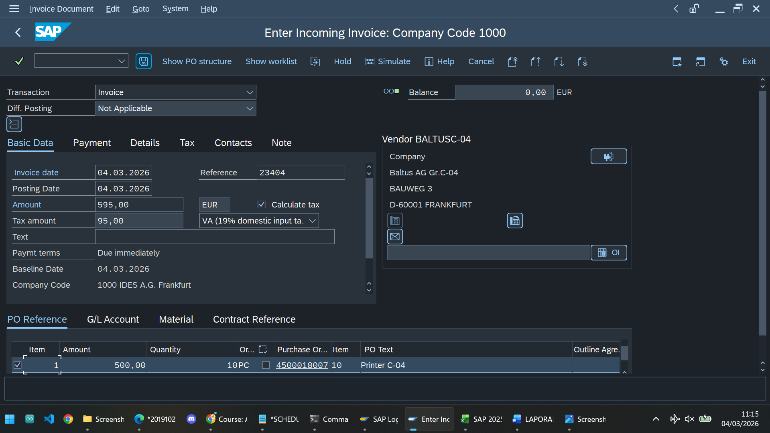 Invoice Document Edit Goto System Help
SAP Enter Incoming Invoice: Company Code 1000
Show PO structure Show worklist Hold Simulate Help Cancel Exit
Transaction Invoice
Balance 0,00 EUR
Diff. Posting Not Applicable
Basic Data Payment Details Tax Contacts Note
Vendor BALTUSC-04
Invoice date 04.03.2026 Reference 23404
Posting Date 04.03.2026
Amount 595,00 EUR Calculate tax
Tax amount 95,00 VA (19% domestic input ta.
Text
Paymt terms Due immediately
Baseline Date 04.03.2026
Company Code 1000 IDES A.G. Frankfurt
Company
Baltus AG Gr.C-04
BAUWEG 3
D-60001 FRANKFURT
OI
PO Reference G/L Account Material Contract Reference
Item Amount Quantity Or... Purchase Or... Item PO Text Outline Agre.
1 500,00 10 PC 4500018007 10 Printer C-04
Screensh *2019102 Course: *SCHEDU Comma SAP Log Enter Inc SAP 202 LAPORA Screensh
11:15
04/03/2026